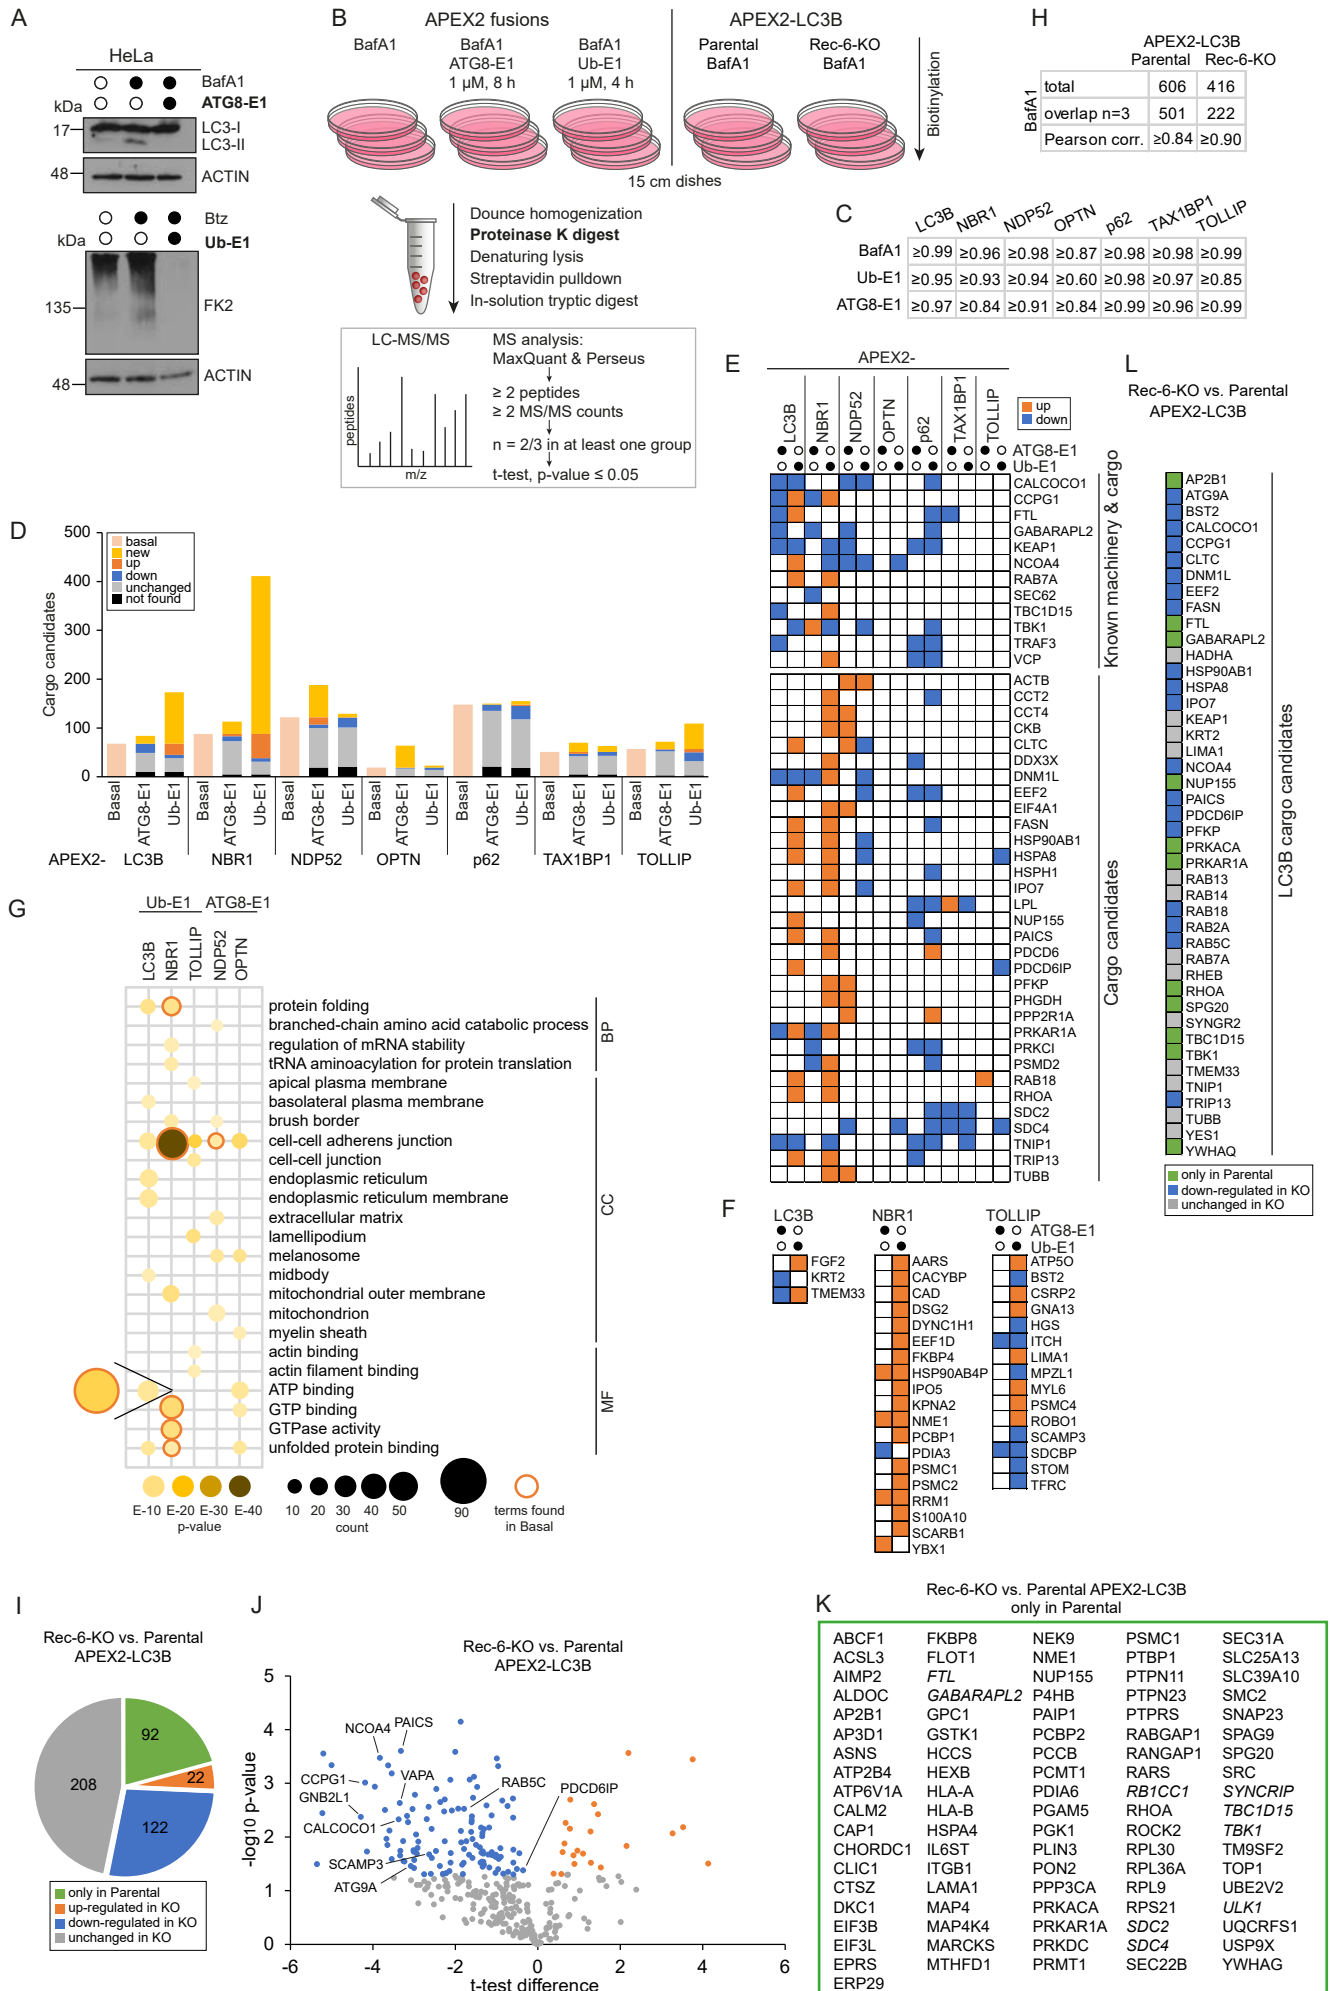 A
HeLa
BafA1
ATG8-E1
kDa
17
LC3-I
LC3-II
48
ACTIN
Btz
Ub-E1
kDa
135
FK2
48
ACTIN
B
APEX2 fusions
APEX2-LC3B
BafA1
BafA1
ATG8-E1
1 µM, 8 h
BafA1
Ub-E1
1 µM, 4 h
Parental
BafA1
Rec-6-KO
BafA1
Biotinylation
15 cm dishes
Dounce homogenization
Proteinase K digest
Denaturing lysis
Streptavidin pulldown
In-solution tryptic digest
LC-MS/MS
peptides
m/z
MS analysis:
MaxQuant & Perseus
≥ 2 peptides
≥ 2 MS/MS counts
n = 2/3 in at least one group
t-test, p-value ≤ 0.05
H
APEX2-LC3B
Parental Rec-6-KO
BafA1
total 606 416
overlap n=3 501 222
Pearson corr. ≥0.84 ≥0.90
C
LC3B NBR1 NDP52 OPTN p62 TAX1BP1 TOLLIP
BafA1 ≥0.99 ≥0.96 ≥0.98 ≥0.87 ≥0.98 ≥0.98 ≥0.99
Ub-E1 ≥0.95 ≥0.93 ≥0.94 ≥0.60 ≥0.98 ≥0.97 ≥0.85
ATG8-E1 ≥0.97 ≥0.84 ≥0.91 ≥0.84 ≥0.99 ≥0.96 ≥0.99
D
Cargo candidates
500
400
300
200
100
0
basal
new
up
down
unchanged
not found
Basal ATG8-E1 Ub-E1 Basal ATG8-E1 Ub-E1 Basal ATG8-E1 Ub-E1 Basal ATG8-E1 Ub-E1 Basal ATG8-E1 Ub-E1 Basal ATG8-E1 Ub-E1 Basal ATG8-E1 Ub-E1
APEX2- LC3B NBR1 NDP52 OPTN p62 TAX1BP1 TOLLIP
E
APEX2-
LC3B NBR1 NDP52 OPTN p62 TAX1BP1 TOLLIP
up
down
ATG8-E1
Ub-E1
CALCOCO1
CCPG1
FTL
GABARAPL2
KEAP1
NCOA4
RAB7A
SEC62
TBC1D15
TBK1
TRAF3
VCP
Known machinery & cargo
ACTB
CCT2
CCT4
CKB
CLTC
DDX3X
DNM1L
EEF2
EIF4A1
FASN
HSP90AB1
HSPA8
HSPH1
IPO7
LPL
NUP155
PAICS
PDCD6
PDCD6IP
PFKP
PHGDH
PPP2R1A
PRKAR1A
PRKCI
PSMD2
RAB18
RHOA
SDC2
SDC4
TNIP1
TRIP13
TUBB
Cargo candidates
L
Rec-6-KO vs. Parental
APEX2-LC3B
AP2B1
ATG9A
BST2
CALCOCO1
CCPG1
CLTC
DNM1L
EEF2
FASN
FTL
GABARAPL2
HADHA
HSP90AB1
HSPA8
IPO7
KEAP1
KRT2
LIMA1
NCOA4
NUP155
PAICS
PDCD6IP
PFKP
PRKACA
PRKAR1A
RAB13
RAB14
RAB18
RAB2A
RAB5C
RAB7A
RHEB
RHOA
SPG20
SYNGR2
TBC1D15
TBK1
TMEM33
TNIP1
TRIP13
TUBB
YES1
YWHAQ
LC3B cargo candidates
only in Parental
down-regulated in KO
unchanged in KO
G
Ub-E1 ATG8-E1
LC3B NBR1 TOLLIP NDP52 OPTN
protein folding
branched-chain amino acid catabolic process
regulation of mRNA stability
tRNA aminoacylation for protein translation
BP
apical plasma membrane
basolateral plasma membrane
brush border
cell-cell adherens junction
cell-cell junction
endoplasmic reticulum
endoplasmic reticulum membrane
extracellular matrix
lamellipodium
melanosome
midbody
mitochondrial outer membrane
mitochondrion
myelin sheath
CC
actin binding
actin filament binding
ATP binding
GTP binding
GTPase activity
unfolded protein binding
MF
E-10 E-20 E-30 E-40
p-value
10 20 30 40 50 90
count
terms found
in Basal
F
LC3B
FGF2
KRT2
TMEM33
NBR1
AARS
CACYBP
CAD
DSG2
DYNC1H1
EEF1D
FKBP4
HSP90AB4P
IPO5
KPNA2
NME1
PCBP1
PDIA3
PSMC1
PSMC2
RRM1
S100A10
SCARB1
YBX1
TOLLIP
ATG8-E1
Ub-E1
ATP5O
BST2
CSRP2
GNA13
HGS
ITCH
LIMA1
MPZL1
MYL6
PSMC4
ROBO1
SCAMP3
SDCBP
STOM
TFRC
I
Rec-6-KO vs. Parental
APEX2-LC3B
92
22
122
208
only in Parental
up-regulated in KO
down-regulated in KO
unchanged in KO
J
Rec-6-KO vs. Parental
APEX2-LC3B
-log10 p-value
5
4
3
2
1
0
NCOA4
PAICS
CCPG1
VAPA
GNB2L1
RAB5C
PDCD6IP
CALCOCO1
SCAMP3
ATG9A
-6 -4 -2 0 2 4 6
t-test difference
K
Rec-6-KO vs. Parental APEX2-LC3B
only in Parental
ABCF1 FKBP8 NEK9 PSMC1 SEC31A
ACSL3 FLOT1 NME1 PTBP1 SLC25A13
AIMP2 FTL NUP155 PTPN11 SLC39A10
ALDOC GABARAPL2 P4HB PTPN23 SMC2
AP2B1 GPC1 PAIP1 PTPRS SNAP23
AP3D1 GSTK1 PCBP2 RABGAP1 SPAG9
ASNS HCCS PCCB RANGAP1 SPG20
ATP2B4 HEXB PCMT1 RARS SRC
ATP6V1A HLA-A PDIA6 RB1CC1 SYNCRIP
CALM2 HLA-B PGAM5 RHOA TBC1D15
CAP1 HSPA4 PGK1 ROCK2 TBK1
CHORDC1 IL6ST PLIN3 RPL30 TM9SF2
CLIC1 ITGB1 PON2 RPL36A TOP1
CTSZ LAMA1 PPP3CA RPL9 UBE2V2
DKC1 MAP4 PRKACA RPS21 ULK1
EIF3B MAP4K4 PRKAR1A SDC2 UQCRFS1
EIF3L MARCKS PRKDC SDC4 USP9X
EPRS MTHFD1 PRMT1 SEC22B YWHAG
ERP29